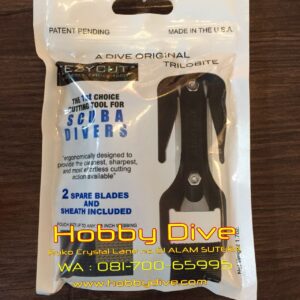 PATENT PENDING
MADE IN THE U.S.A.
A DIVE ORIGINAL
EEZYCUT
TRILOBITE
THE 1ST CHOICE
CUTTING TOOL FOR
SCUBA
DIVERS
"ergonomically designed to
provide the cleanest, sharpest,
and most effortless cutting
action available"
2 SPARE BLADES
AND
SHEATH INCLUDED
Hobby Dive
Ruko Crystal Lane ALAM SUTERA
WA : 081-700-65995
www.hobbydive.com